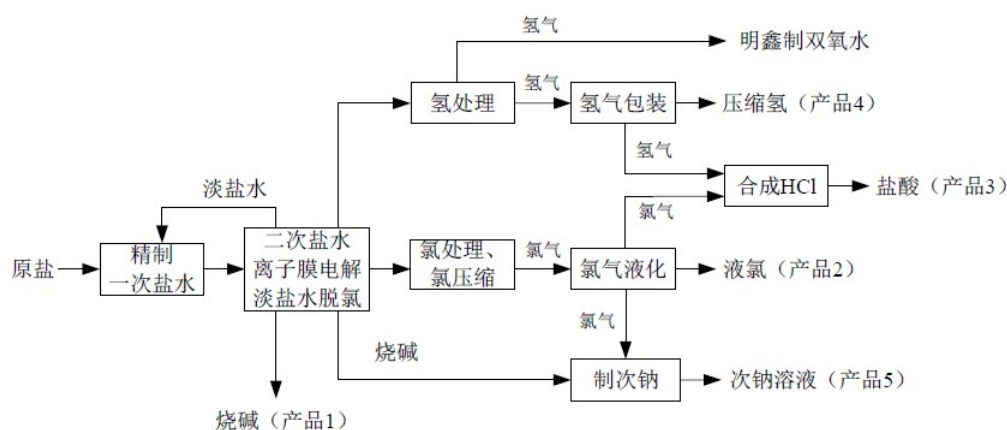 氢气
明鑫制双氧水
氢处理
氢气
氢气包装
压缩氢（产品4）
氢气
合成HCl
盐酸（产品3）
淡盐水
氯气
原盐
精制
一次盐水
二次盐水
离子膜电解
淡盐水脱氯
氯处理、
氯压缩
氯气
氯气液化
液氯（产品2）
氯气
烧碱
制次钠
次钠溶液（产品5）
烧碱（产品1）